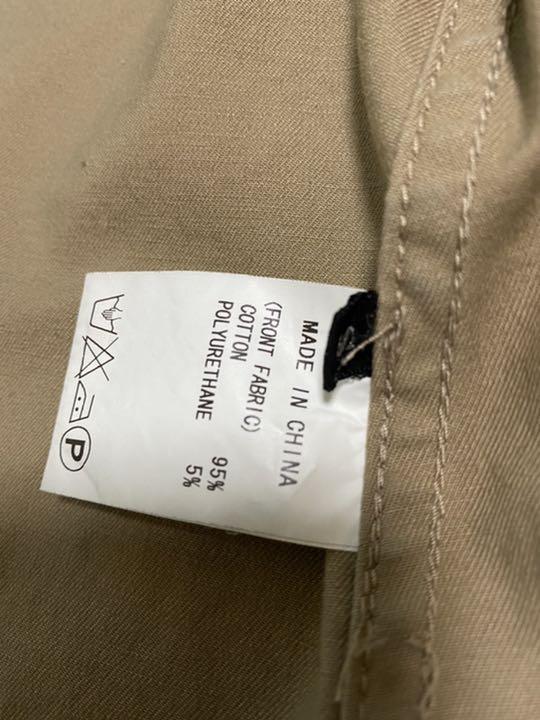 MADE IN CHINA
(FRONT FABRIC)
COTTON 95%
POLYURETHANE 5%
P